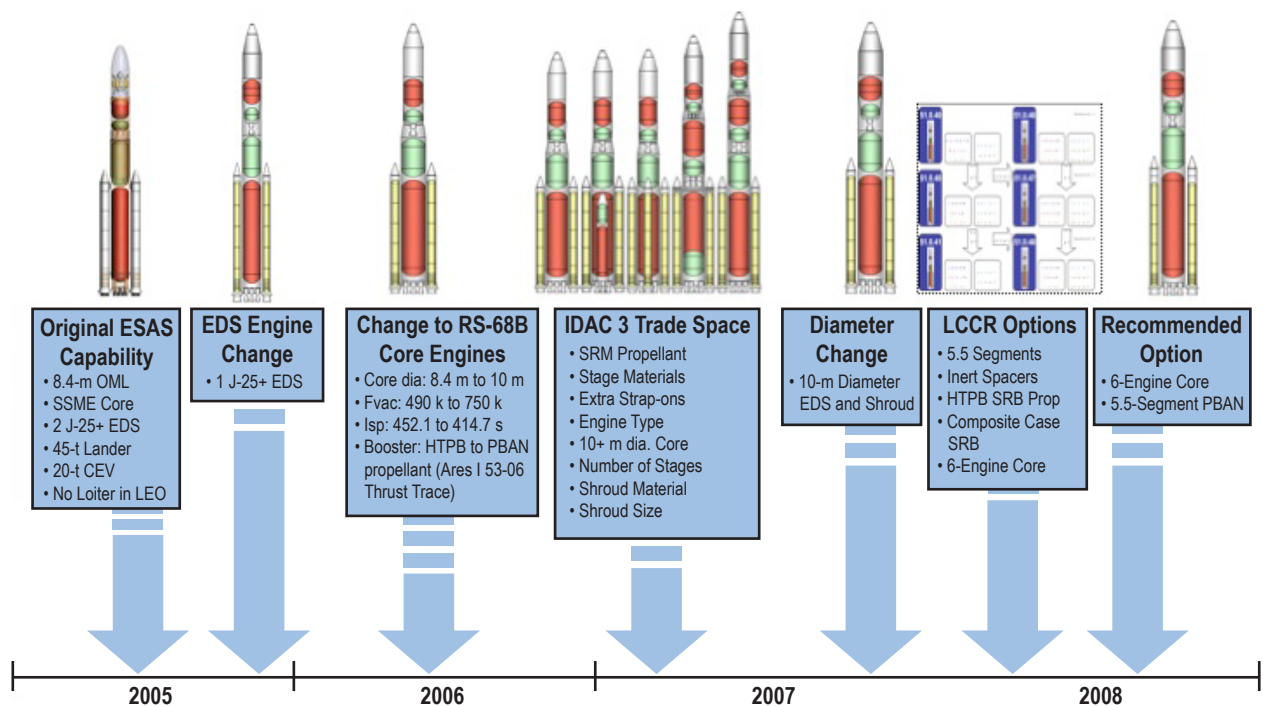 Original ESAS
Capability
• 8.4-m OML
• SSME Core
• 2 J-25+ EDS
• 45-t Lander
• 20-t CEV
• No Loiter in LEO
EDS Engine
Change
• 1 J-25+ EDS
Change to RS-68B
Core Engines
• Core dia: 8.4 m to 10 m
• Fvac: 490 k to 750 k
• Isp: 452.1 to 414.7 s
• Booster: HTPB to PBAN
propellant (Ares I 53-06
Thrust Trace)
IDAC 3 Trade Space
• SRM Propellant
• Stage Materials
• Extra Strap-ons
• Engine Type
• 10+ m dia. Core
• Number of Stages
• Shroud Material
• Shroud Size
Diameter
Change
• 10-m Diameter
EDS and Shroud
LCCR Options
• 5.5 Segments
• Inert Spacers
• HTPB SRB Prop
• Composite Case
SRB
• 6-Engine Core
Recommended
Option
• 6-Engine Core
• 5.5-Segment PBAN
2005
2006
2007
2008